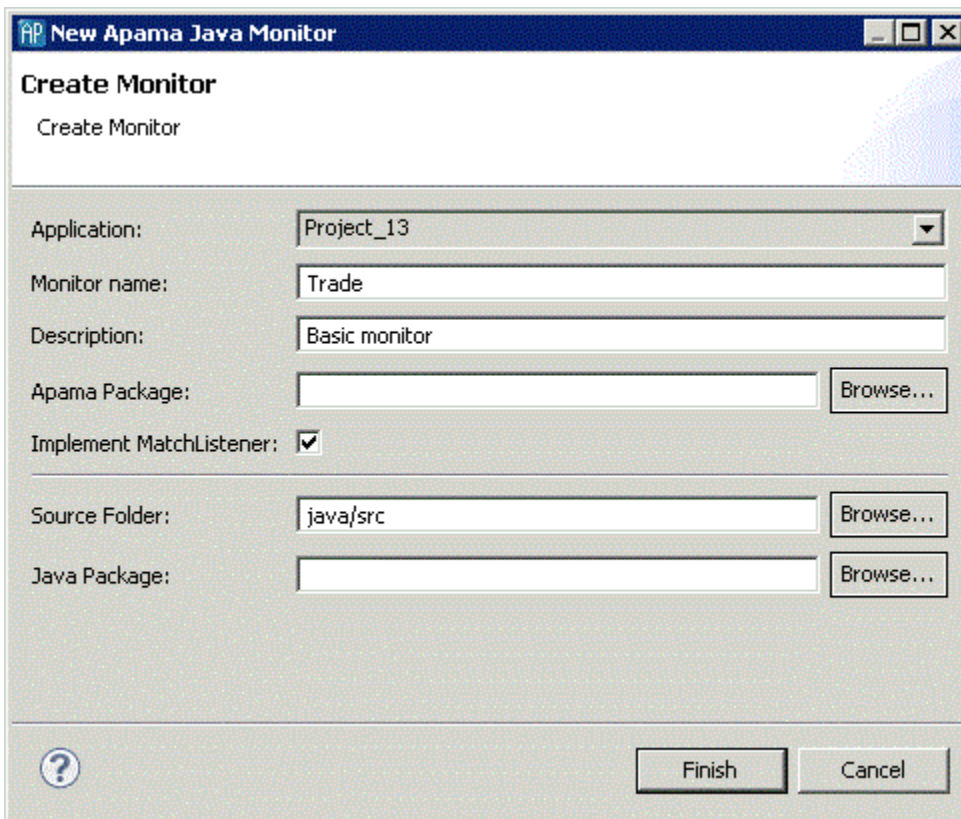 AP New Apama Java Monitor
Create Monitor
Create Monitor
Application: Project_13
Monitor name: Trade
Description: Basic monitor
Apama Package: Browse...
Implement MatchListener:
Source Folder: java/src Browse...
Java Package: Browse...
? Finish Cancel